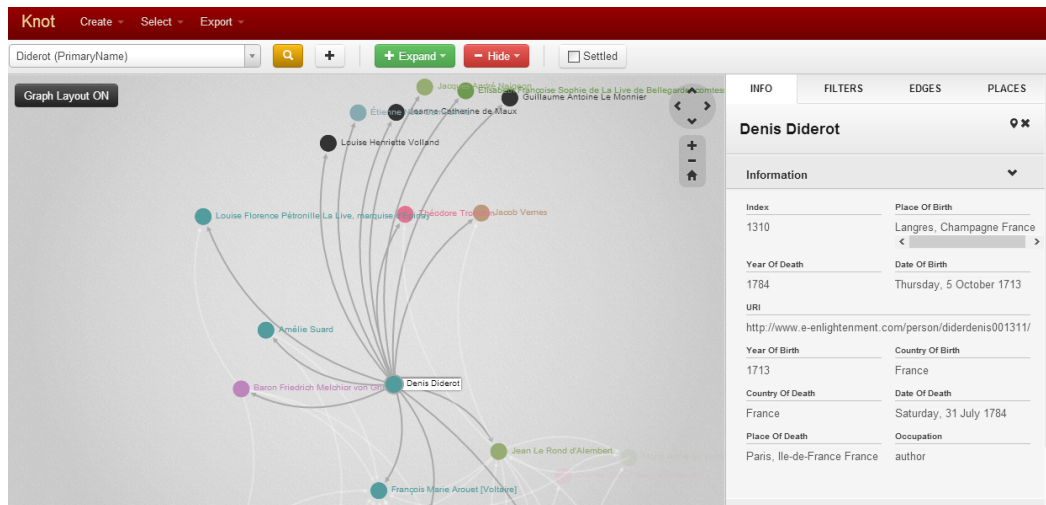 Knot Create Select Export
Diderot (PrimaryName) + Expand Hide Settled
Graph Layout ON
Jacques André Naigeon
Elisabeth Françoise Sophie de La Live de Bellegarde, comtes
Guillaume Antoine Le Monnier
Jeanne Catherine de Maux
Louise Henriette Volland
Louise Florence Pétronille La Live, marquise d'Épinay
Théodore Tronchin
Jacob Vernes
Amélie Suard
Denis Diderot
Baron Friedrich Melchior von
Jean Le Rond d'Alembert
François Marie Arouet [Voltaire]
INFO FILTERS EDGES PLACES
Denis Diderot
Information
Index Place Of Birth
1310 Langres, Champagne France
Year Of Death Date Of Birth
1784 Thursday, 5 October 1713
URI
http://www.e-enlightenment.com/person/diderdenis001311/
Year Of Birth Country Of Birth
1713 France
Country Of Death Date Of Death
France Saturday, 31 July 1784
Place Of Death Occupation
Paris, Ile-de-France France author